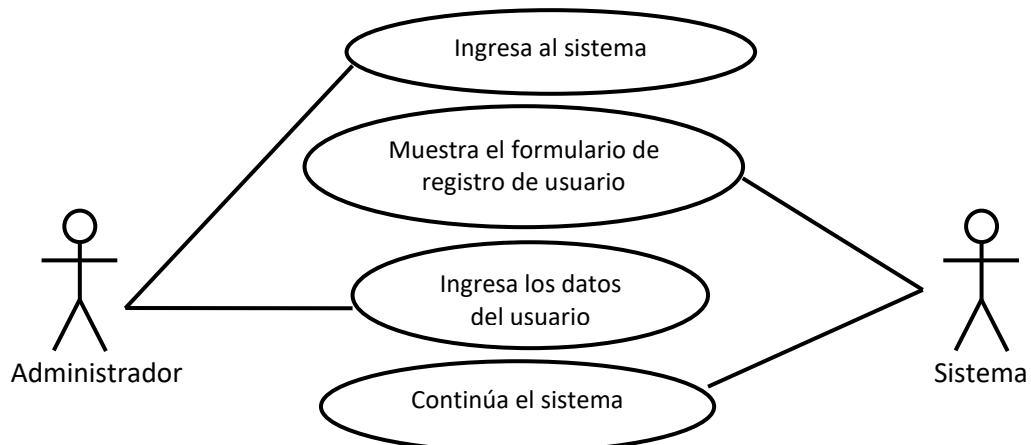 Ingresa al sistema
Muestra el formulario de
registro de usuario
Ingresa los datos
del usuario
Administrador
Sistema
Continúa el sistema